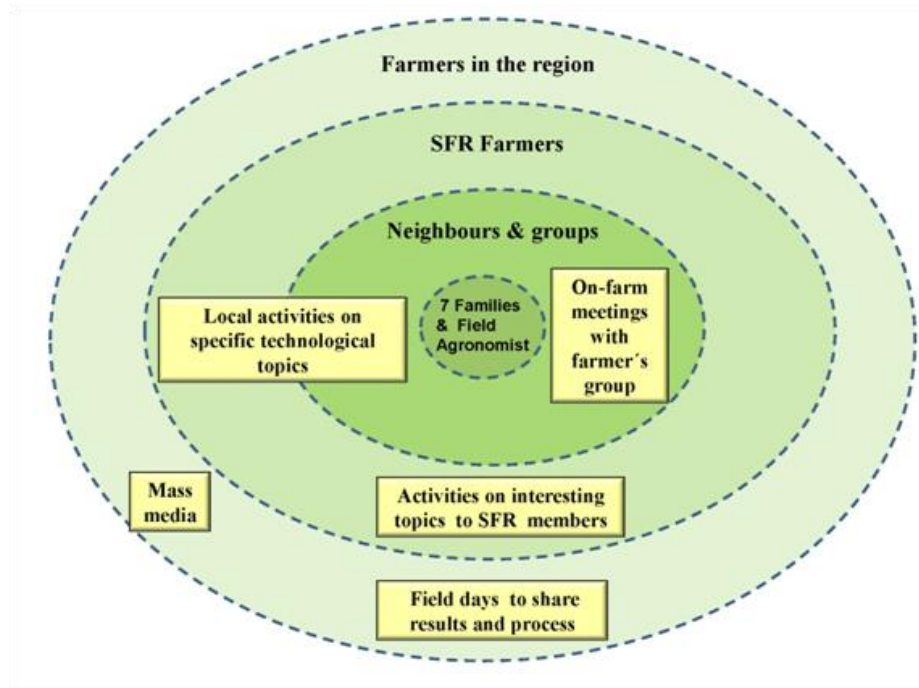 Farmers in the region
SFR Farmers
Neighbours & groups
7 Families
& Field
Agronomist
On-farm
meetings
with
farmer´s
group
Local activities on
specific technological
topics
Mass
media
Activities on interesting
topics to SFR members
Field days to share
results and process